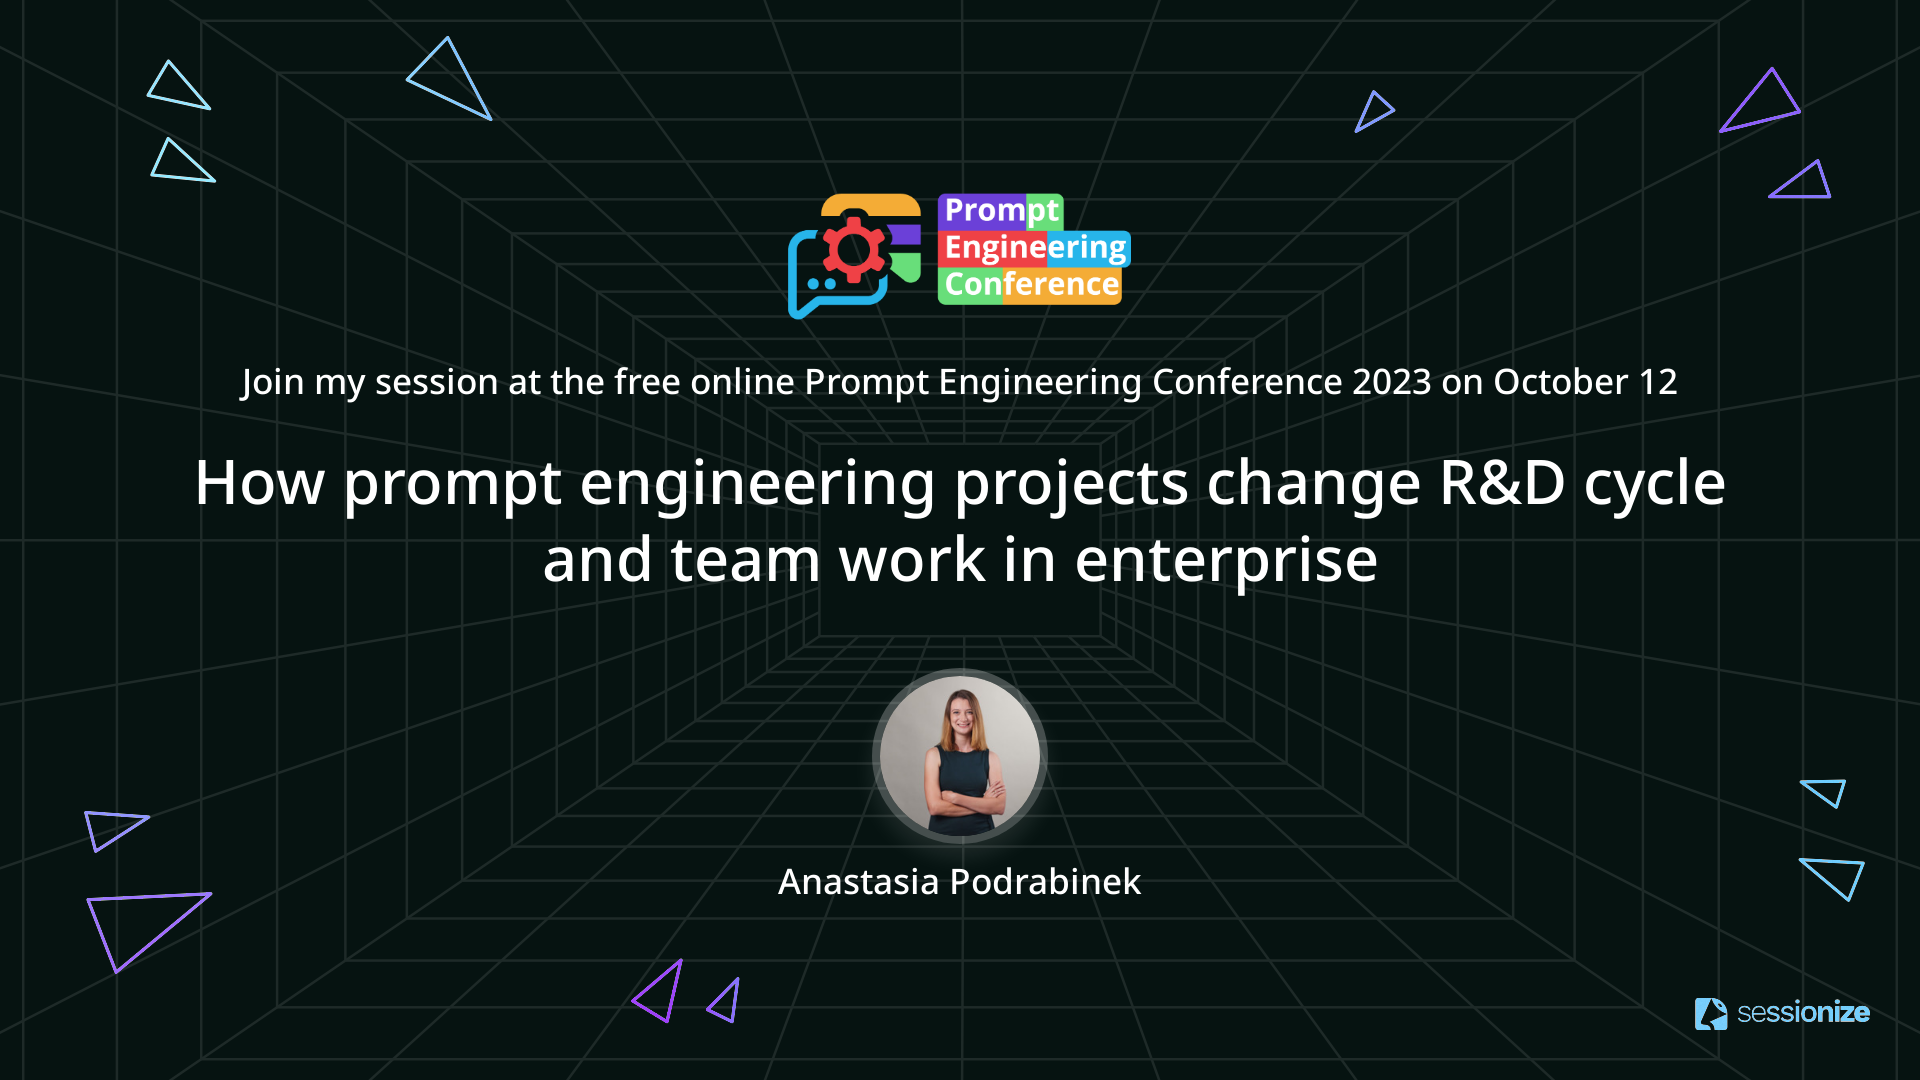 Prompt
Engineering
Conference
Join my session at the free online Prompt Engineering Conference 2023 on October 12
How prompt engineering projects change R&D cycle
and team work in enterprise
Anastasia Podrabinek
sessionize